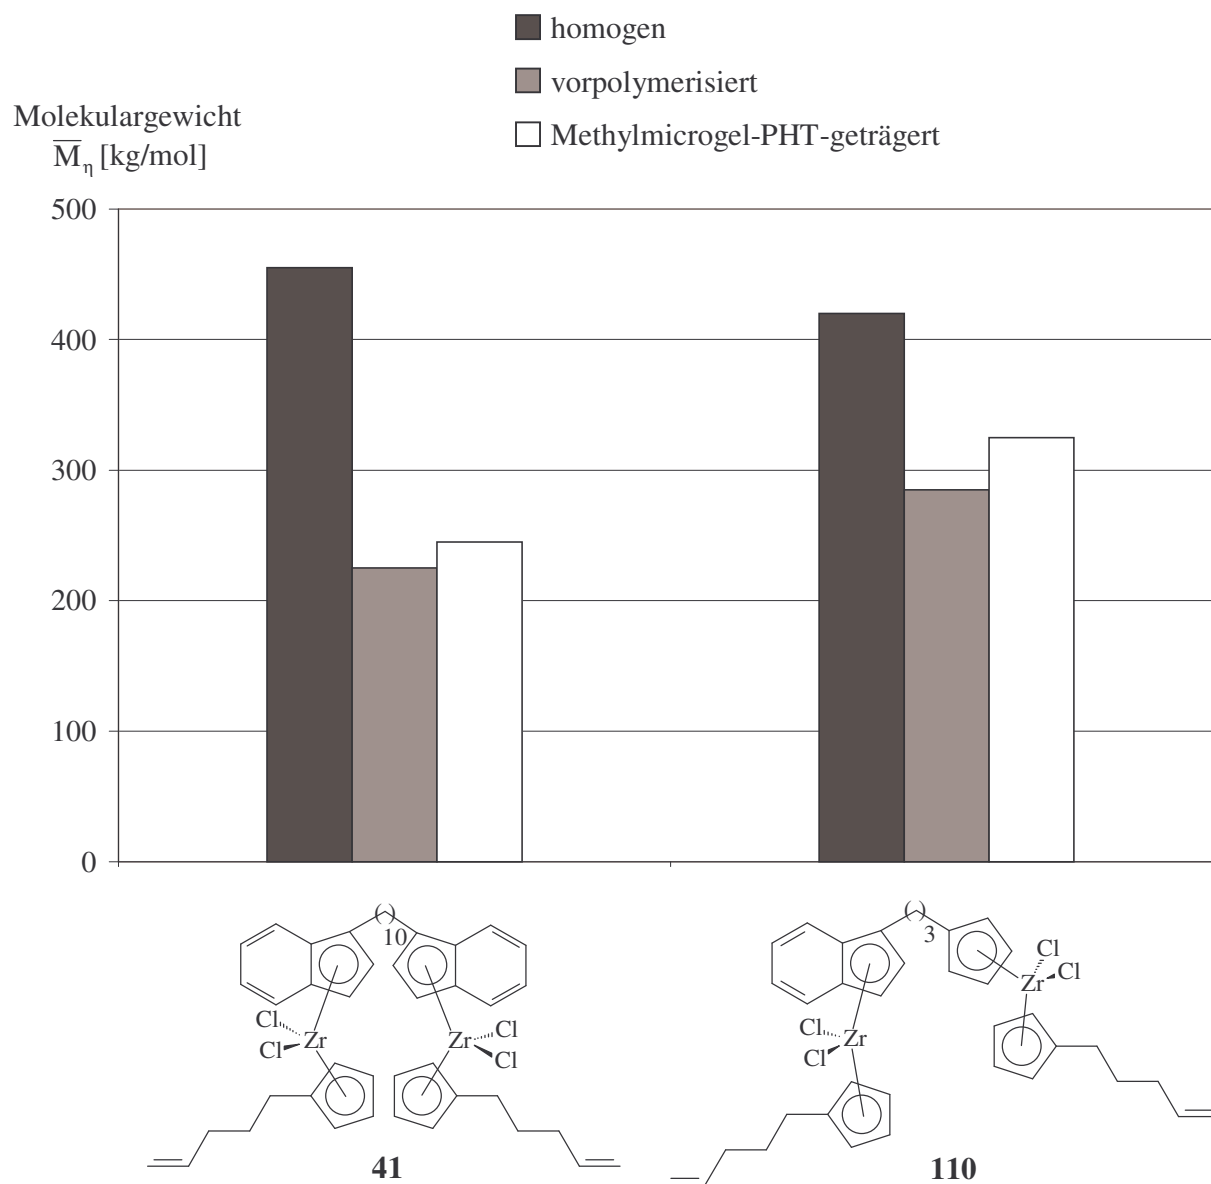 homogen
vorpolymerisiert
Methylmicrogel-PHT-geträgert
Molekulargewicht
M̅η [kg/mol]
500
400
300
200
100
0
( )
10
Cl
Cl
Zr
Zr
Cl
Cl
41
( )
3
Cl
Cl
Zr
Cl
Cl
Zr
110